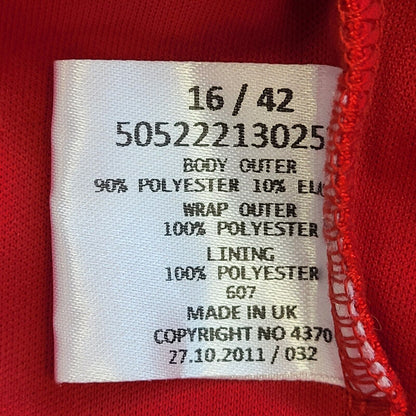 16 / 42
50522213025
BODY OUTER
90% POLYESTER 10%
WRAP OUTER
100% POLYESTER
LINING
100% POLYESTER
607
MADE IN UK
COPYRIGHT NO 4370
27.10.2011 / 032